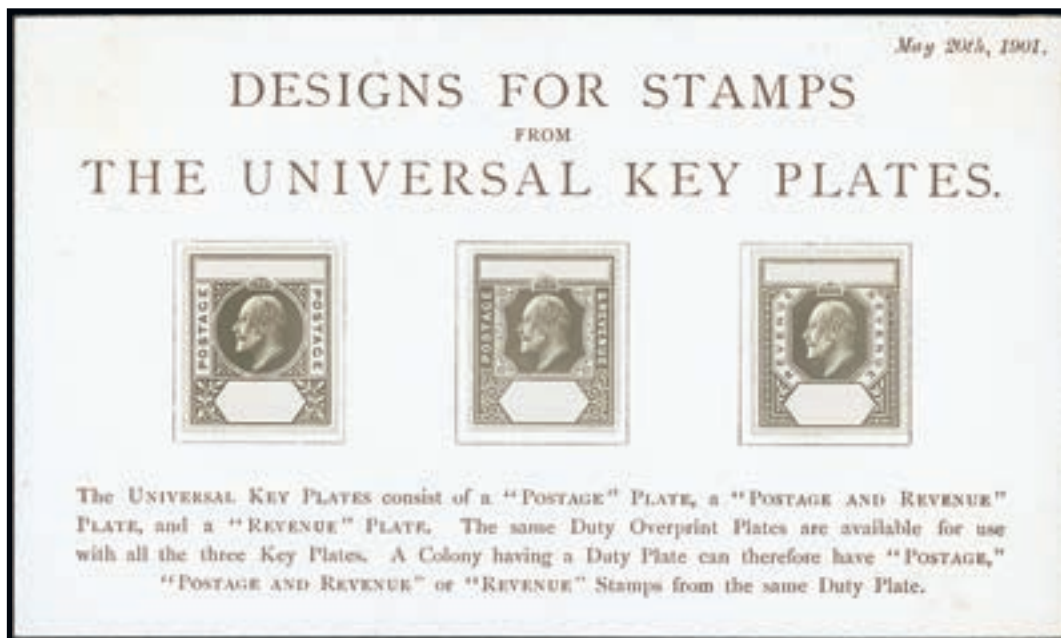 May 20th, 1901.
DESIGNS FOR STAMPS
FROM
THE UNIVERSAL KEY PLATES.
POSTAGE POSTAGE
POSTAGE & REVENUE
REVENUE REVENUE
The Universal Key Plates consist of a "Postage" Plate, a "Postage and Revenue"
Plate, and a "Revenue" Plate. The same Duty Overprint Plates are available for use
with all the three Key Plates. A Colony having a Duty Plate can therefore have "Postage,"
"Postage and Revenue" or "Revenue" Stamps from the same Duty Plate.